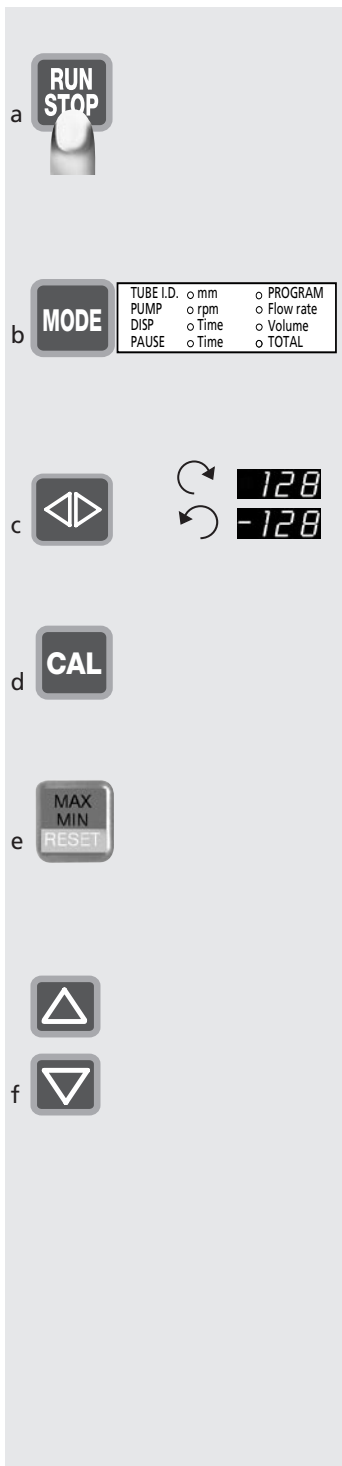 a
RUN
STOP
b
MODE
TUBE I.D. o mm o PROGRAM
PUMP o rpm o Flow rate
DISP o Time o Volume
PAUSE o Time o TOTAL
c
128
-128
d
CAL
e
MAX
MIN
RESET
f